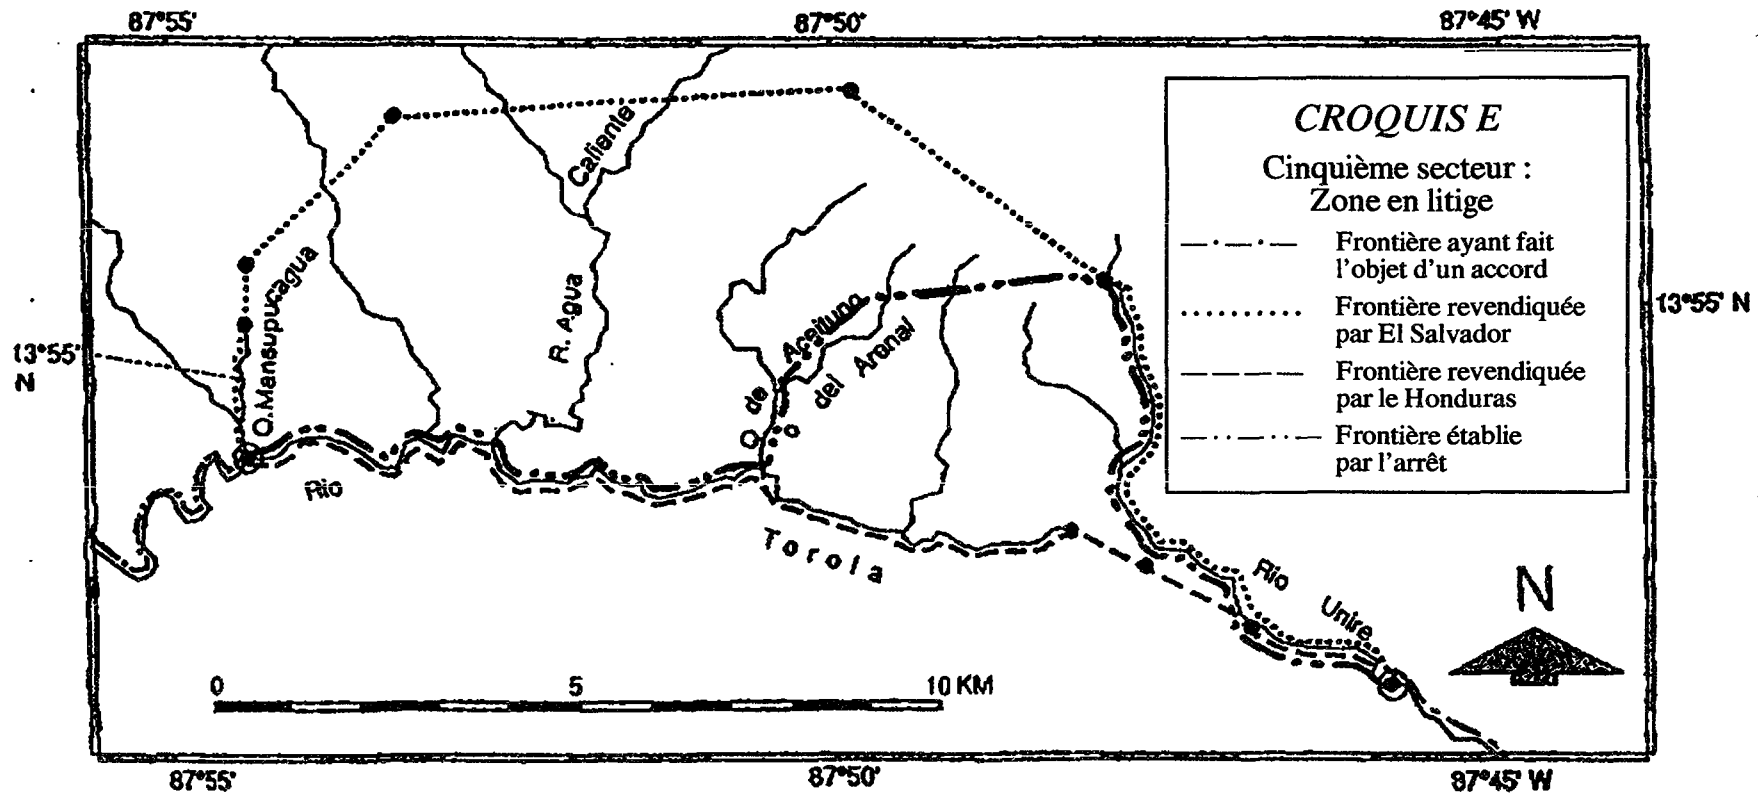 87°55'
87°50'
87°45' W
CROQUIS E
Cinquième secteur :
Zone en litige
Frontière ayant fait
l'objet d'un accord
Frontière revendiquée
par El Salvador
Frontière revendiquée
par le Honduras
Frontière établie
par l'arrêt
Caliente
R. Agua
Q. Mansupucagua
Q. de Aceituno
Q. del Arenal
13°55' N
13°55'
N
Rio
Torola
Rio
Unire
N
0
5
10 KM
87°55'
87°50'
87°45' W